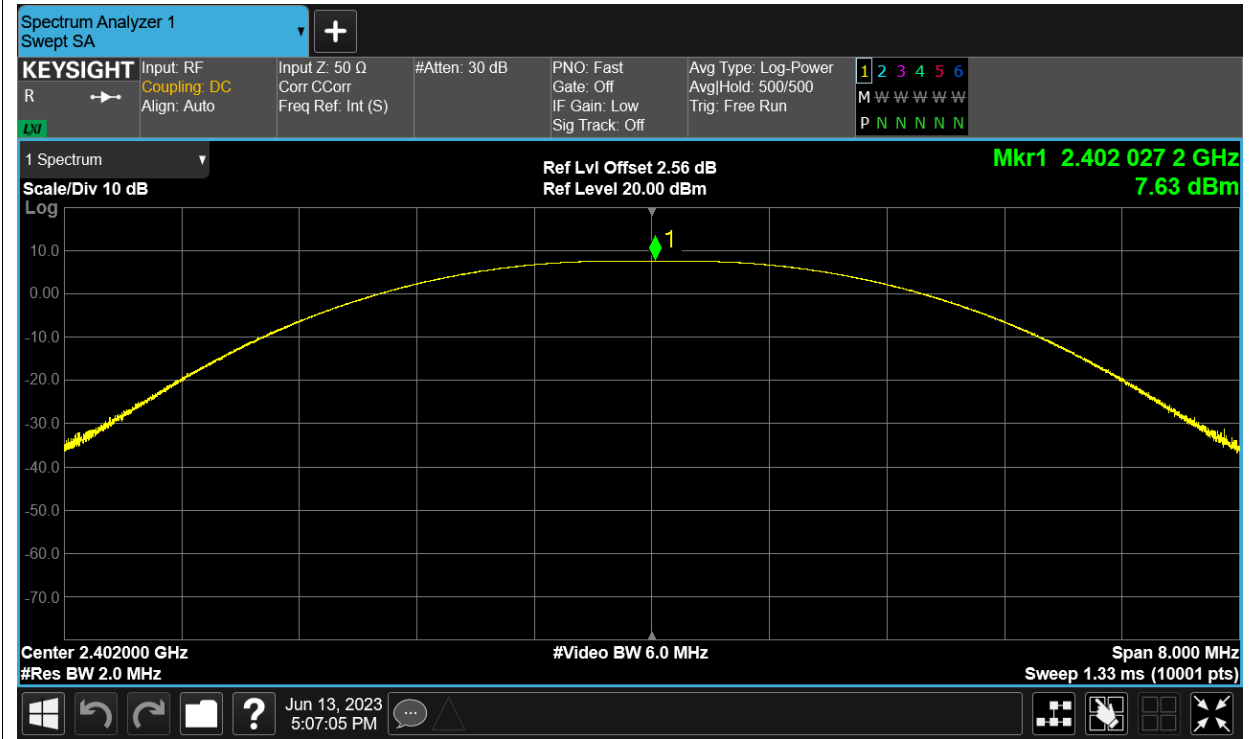 Spectrum Analyzer 1
Swept SA
KEYSIGHT
R
LXI
Input: RF
Coupling: DC
Align: Auto
Input Z: 50 Ω
Corr CCorr
Freq Ref: Int (S)
#Atten: 30 dB
PNO: Fast
Gate: Off
IF Gain: Low
Sig Track: Off
Avg Type: Log-Power
Avg|Hold: 500/500
Trig: Free Run
1 2 3 4 5 6
M W W W W W
P N N N N N
1 Spectrum
Scale/Div 10 dB
Ref Lvl Offset 2.56 dB
Ref Level 20.00 dBm
Mkr1 2.402 027 2 GHz
7.63 dBm
Log
1
10.0
0.00
-10.0
-20.0
-30.0
-40.0
-50.0
-60.0
-70.0
Center 2.402000 GHz
#Res BW 2.0 MHz
#Video BW 6.0 MHz
Span 8.000 MHz
Sweep 1.33 ms (10001 pts)
?
Jun 13, 2023
5:07:05 PM